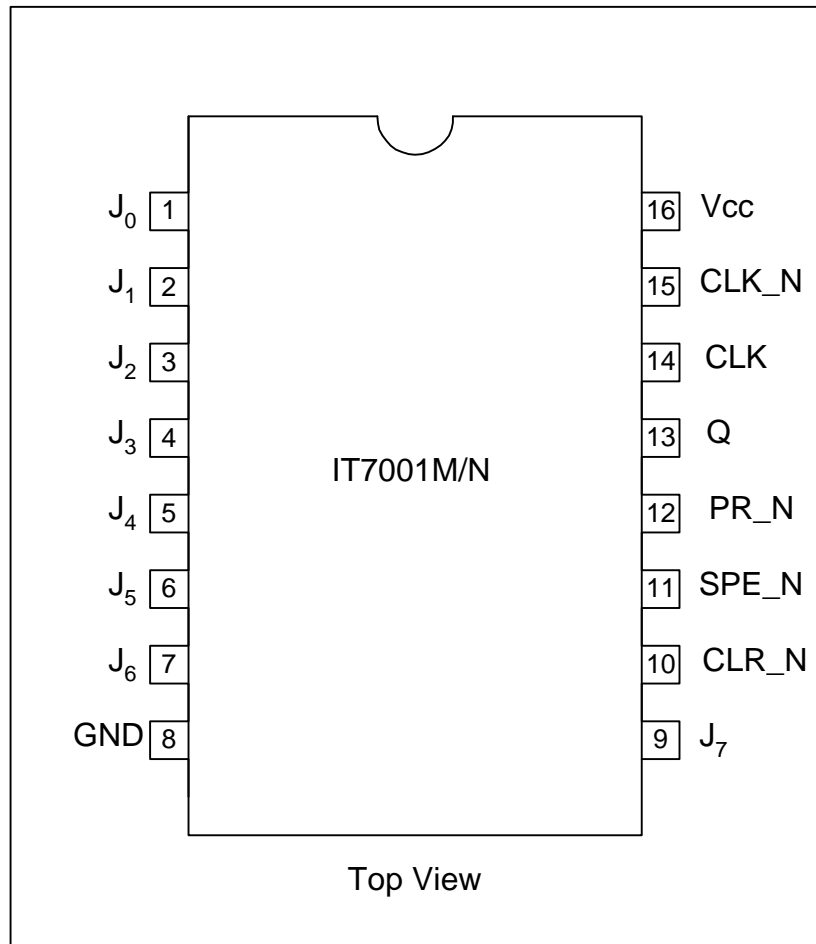 J0 1 16 Vcc
J1 2 15 CLK_N
J2 3 14 CLK
J3 4 13 Q
IT7001M/N
J4 5 12 PR_N
J5 6 11 SPE_N
J6 7 10 CLR_N
GND 8 9 J7
Top View